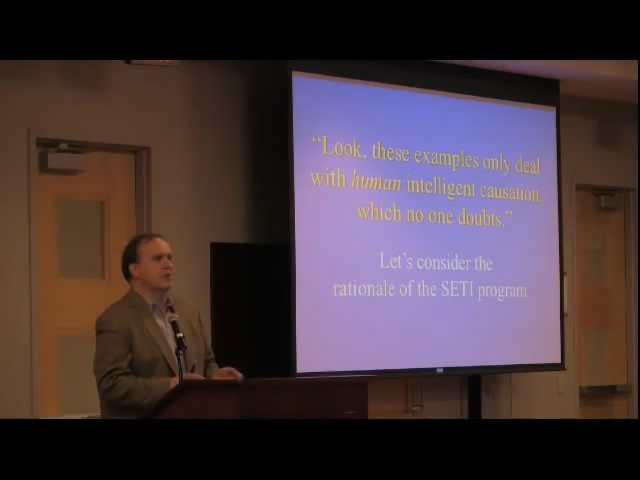 “Look, these examples only deal
with human intelligent causation,
which no one doubts.”
Let’s consider the
rationale of the SETI program